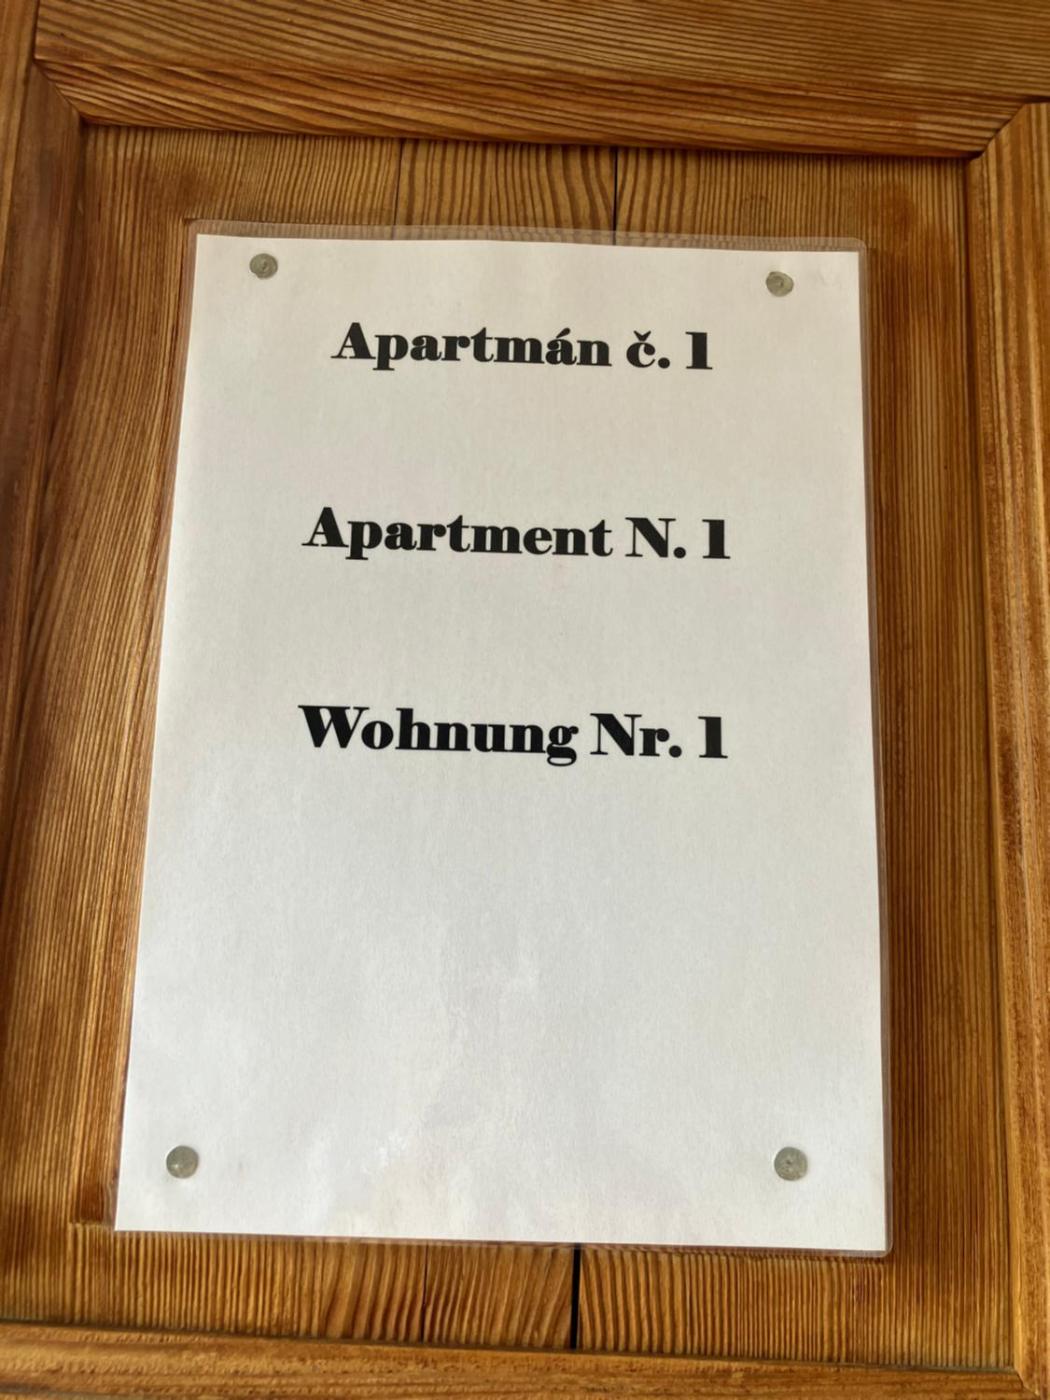 Apartmán č. 1
Apartment N. 1
Wohnung Nr. 1